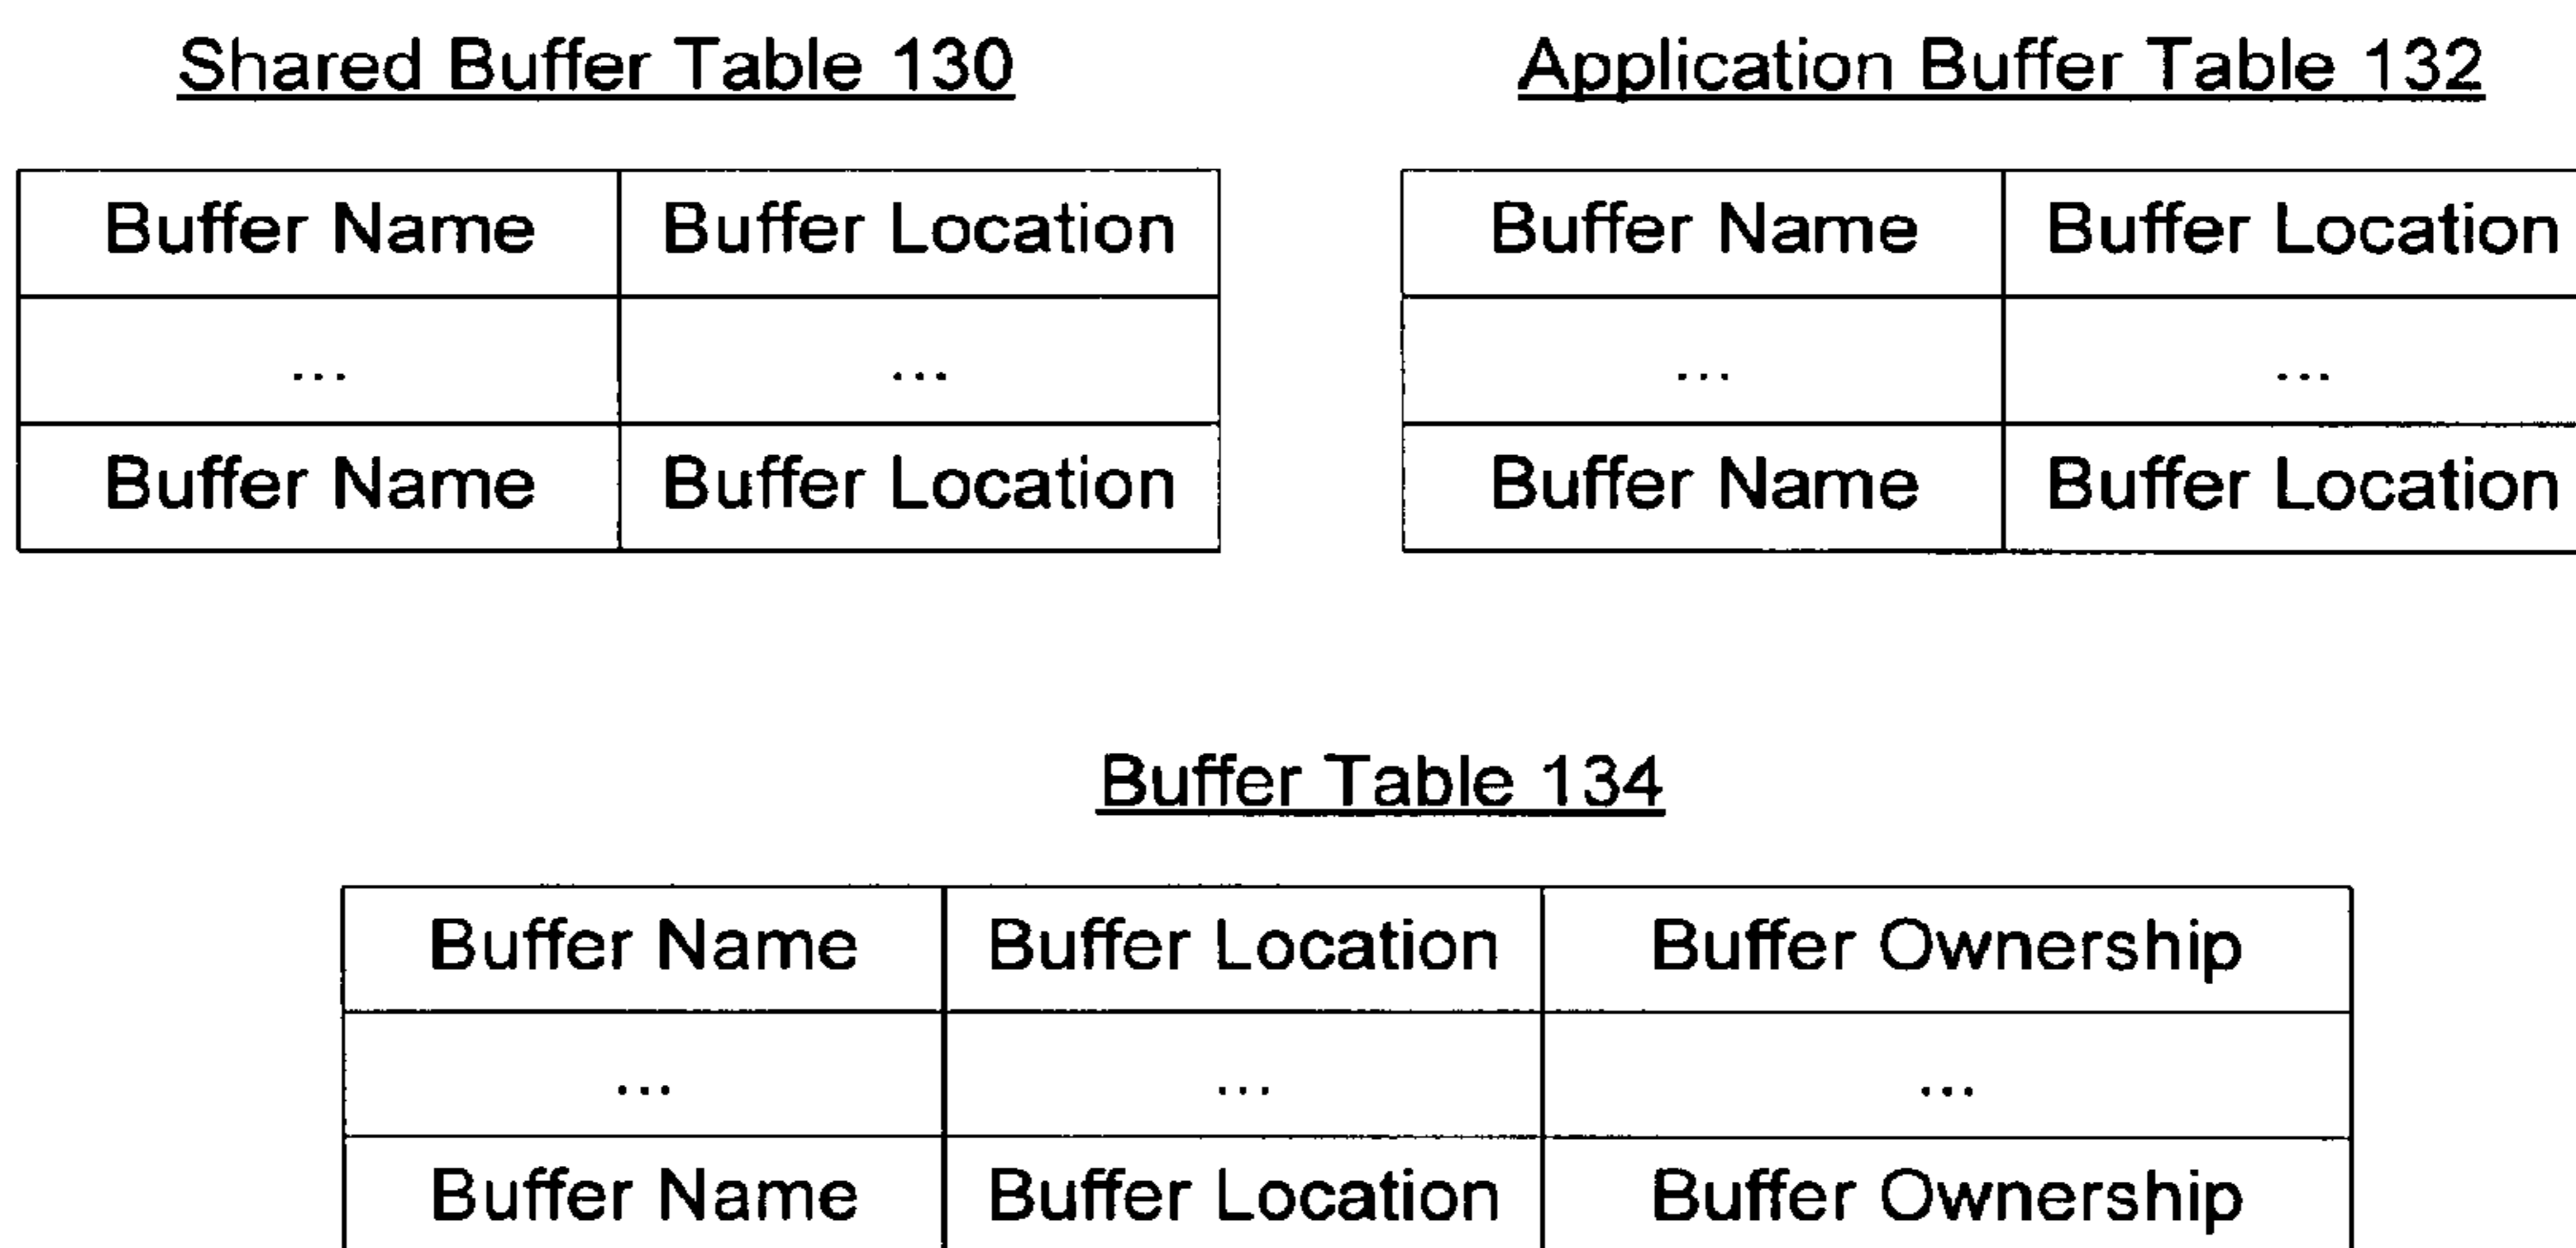 Shared Buffer Table 130 Application Buffer Table 132
Buffer Name Buffer Location Buffer Name Buffer Location
... ... ... ...
Buffer Name Buffer Location Buffer Name Buffer Location
Buffer Table 134
Buffer Name Buffer Location Buffer Ownership
... ... ...
Buffer Name Buffer Location Buffer Ownership